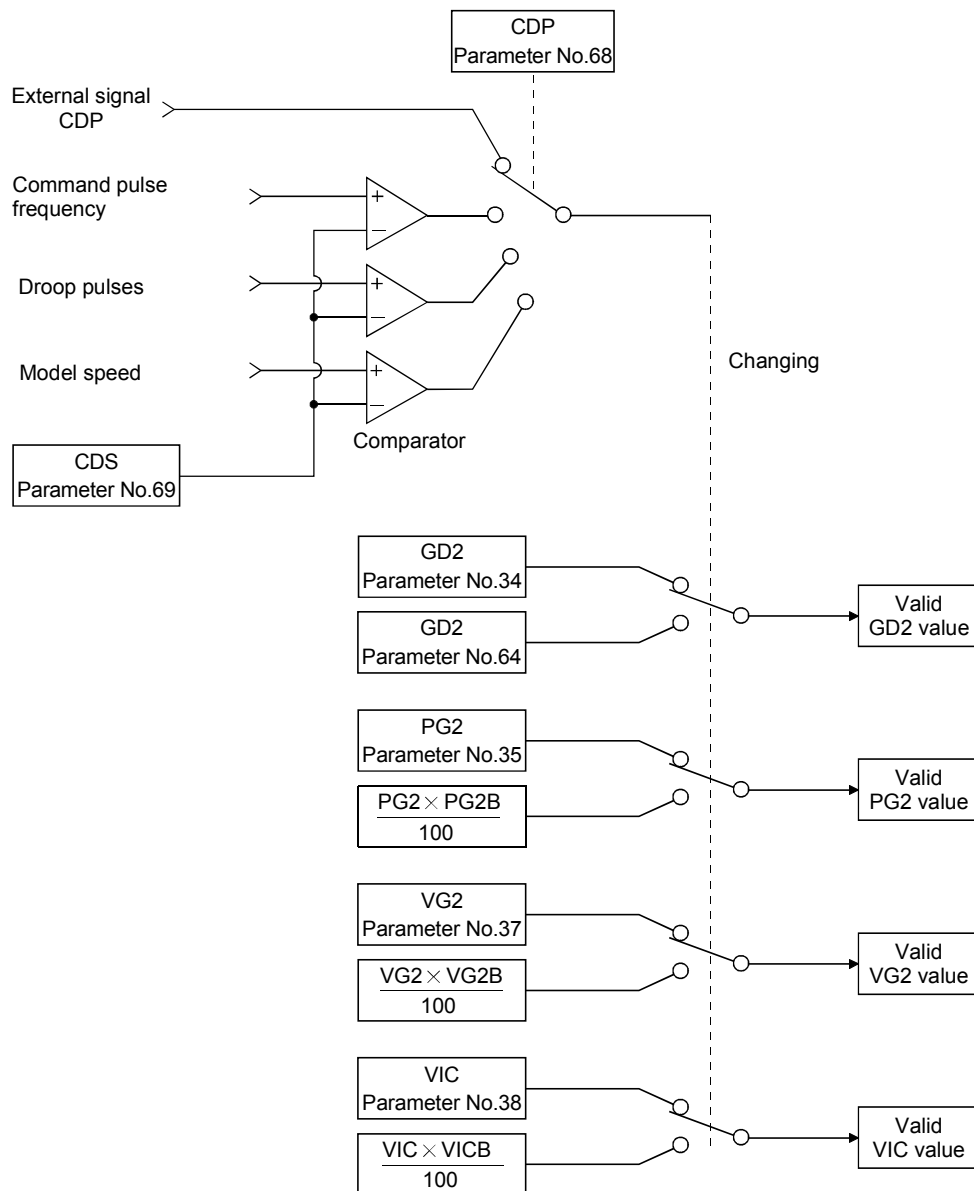 CDP
Parameter No.68
External signal
CDP
Command pulse
frequency
+
−
Droop pulses
+
−
Model speed
+
−
Changing
Comparator
CDS
Parameter No.69
GD2
Parameter No.34
GD2
Parameter No.64
Valid
GD2 value
PG2
Parameter No.35
PG2 × PG2B
100
Valid
PG2 value
VG2
Parameter No.37
VG2 × VG2B
100
Valid
VG2 value
VIC
Parameter No.38
VIC × VICB
100
Valid
VIC value